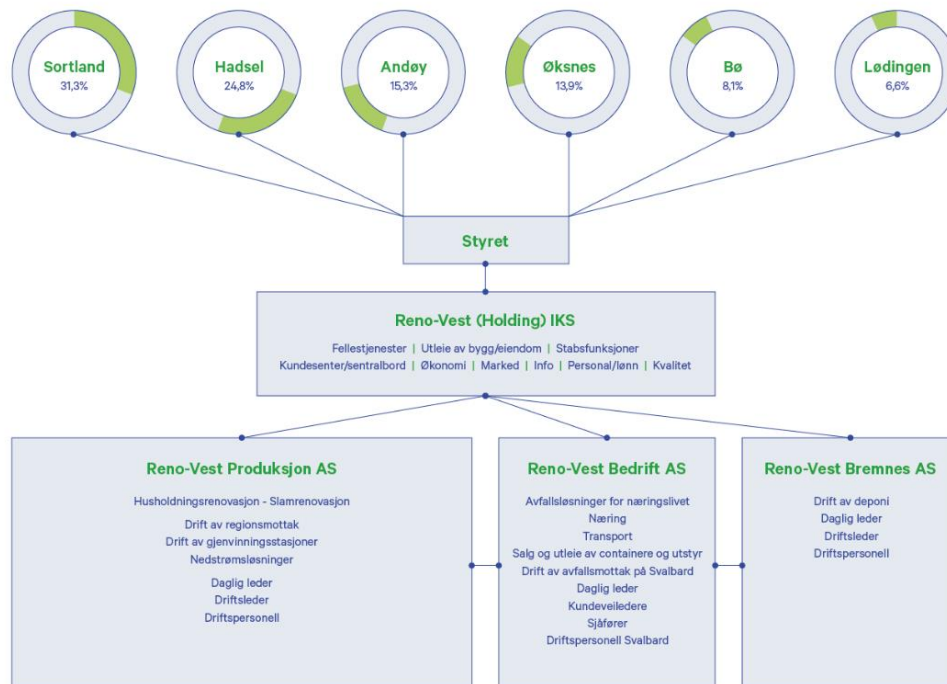 Sortland
31,3%
Hadsel
24,8%
Andøy
15,3%
Øksnes
13,9%
Bø
8,1%
Lødingen
6,6%
Styret
Reno-Vest (Holding) IKS
Fellestjenester | Utleie av bygg/eiendom | Stabsfunksjoner
Kundesenter/sentralbord | Økonomi | Marked | Info | Personal/lønn | Kvalitet
Reno-Vest Produksjon AS
Husholdningsrenovasjon - Slamrenovasjon
Drift av regionsmottak
Drift av gjenvinningsstasjoner
Nedstrømsløsninger
Daglig leder
Driftsleder
Driftspersonell
Reno-Vest Bedrift AS
Avfallsløsninger for næringslivet
Næring
Transport
Salg og utleie av containere og utstyr
Drift av avfallsmottak på Svalbard
Daglig leder
Kundeveiledere
Sjåfører
Driftspersonell Svalbard
Reno-Vest Bremnes AS
Drift av deponi
Daglig leder
Driftsleder
Driftspersonell